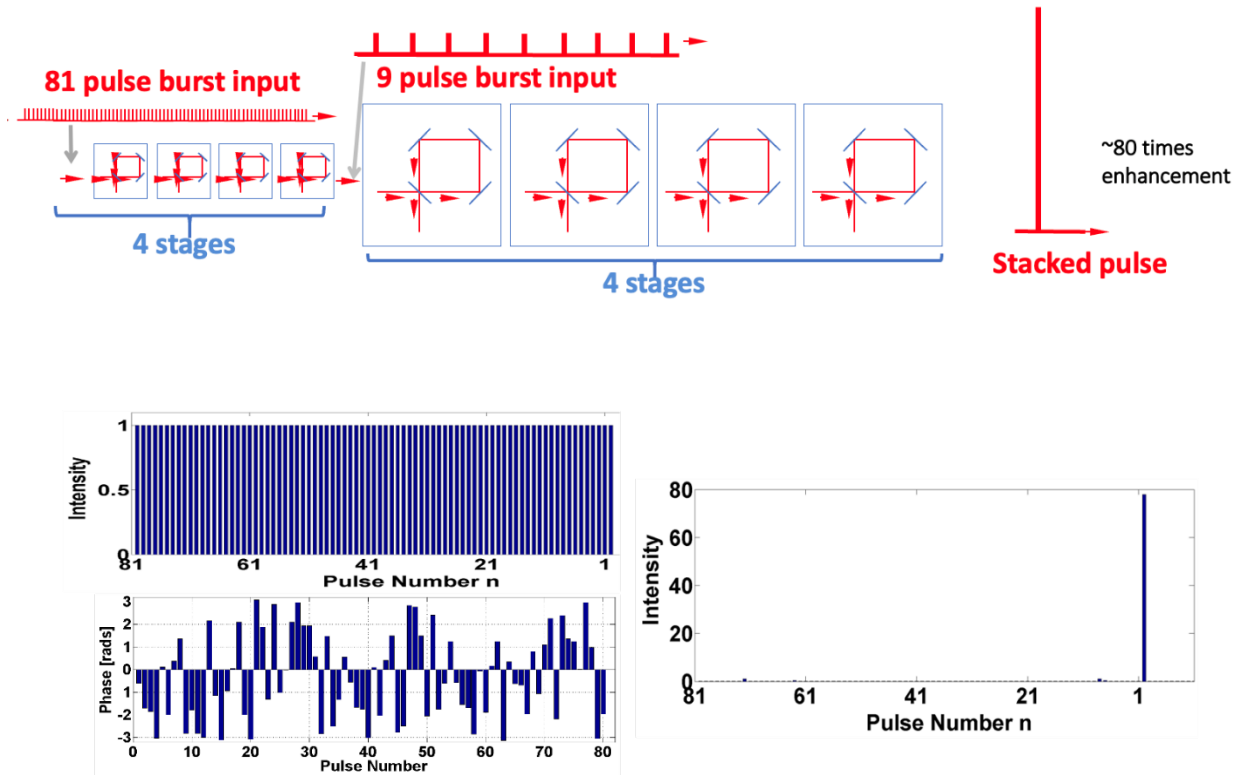 81 pulse burst input
9 pulse burst input
4 stages
4 stages
~80 times
enhancement
Stacked pulse
Intensity
1
0.5
0
81 61 41 21 1
Pulse Number n
Phase [rads]
3
2
1
0
1
-2
-3
0 10 20 30 40 50 60 70 80
Pulse Number
Intensity
80
60
40
20
0
81 61 41 21 1
Pulse Number n